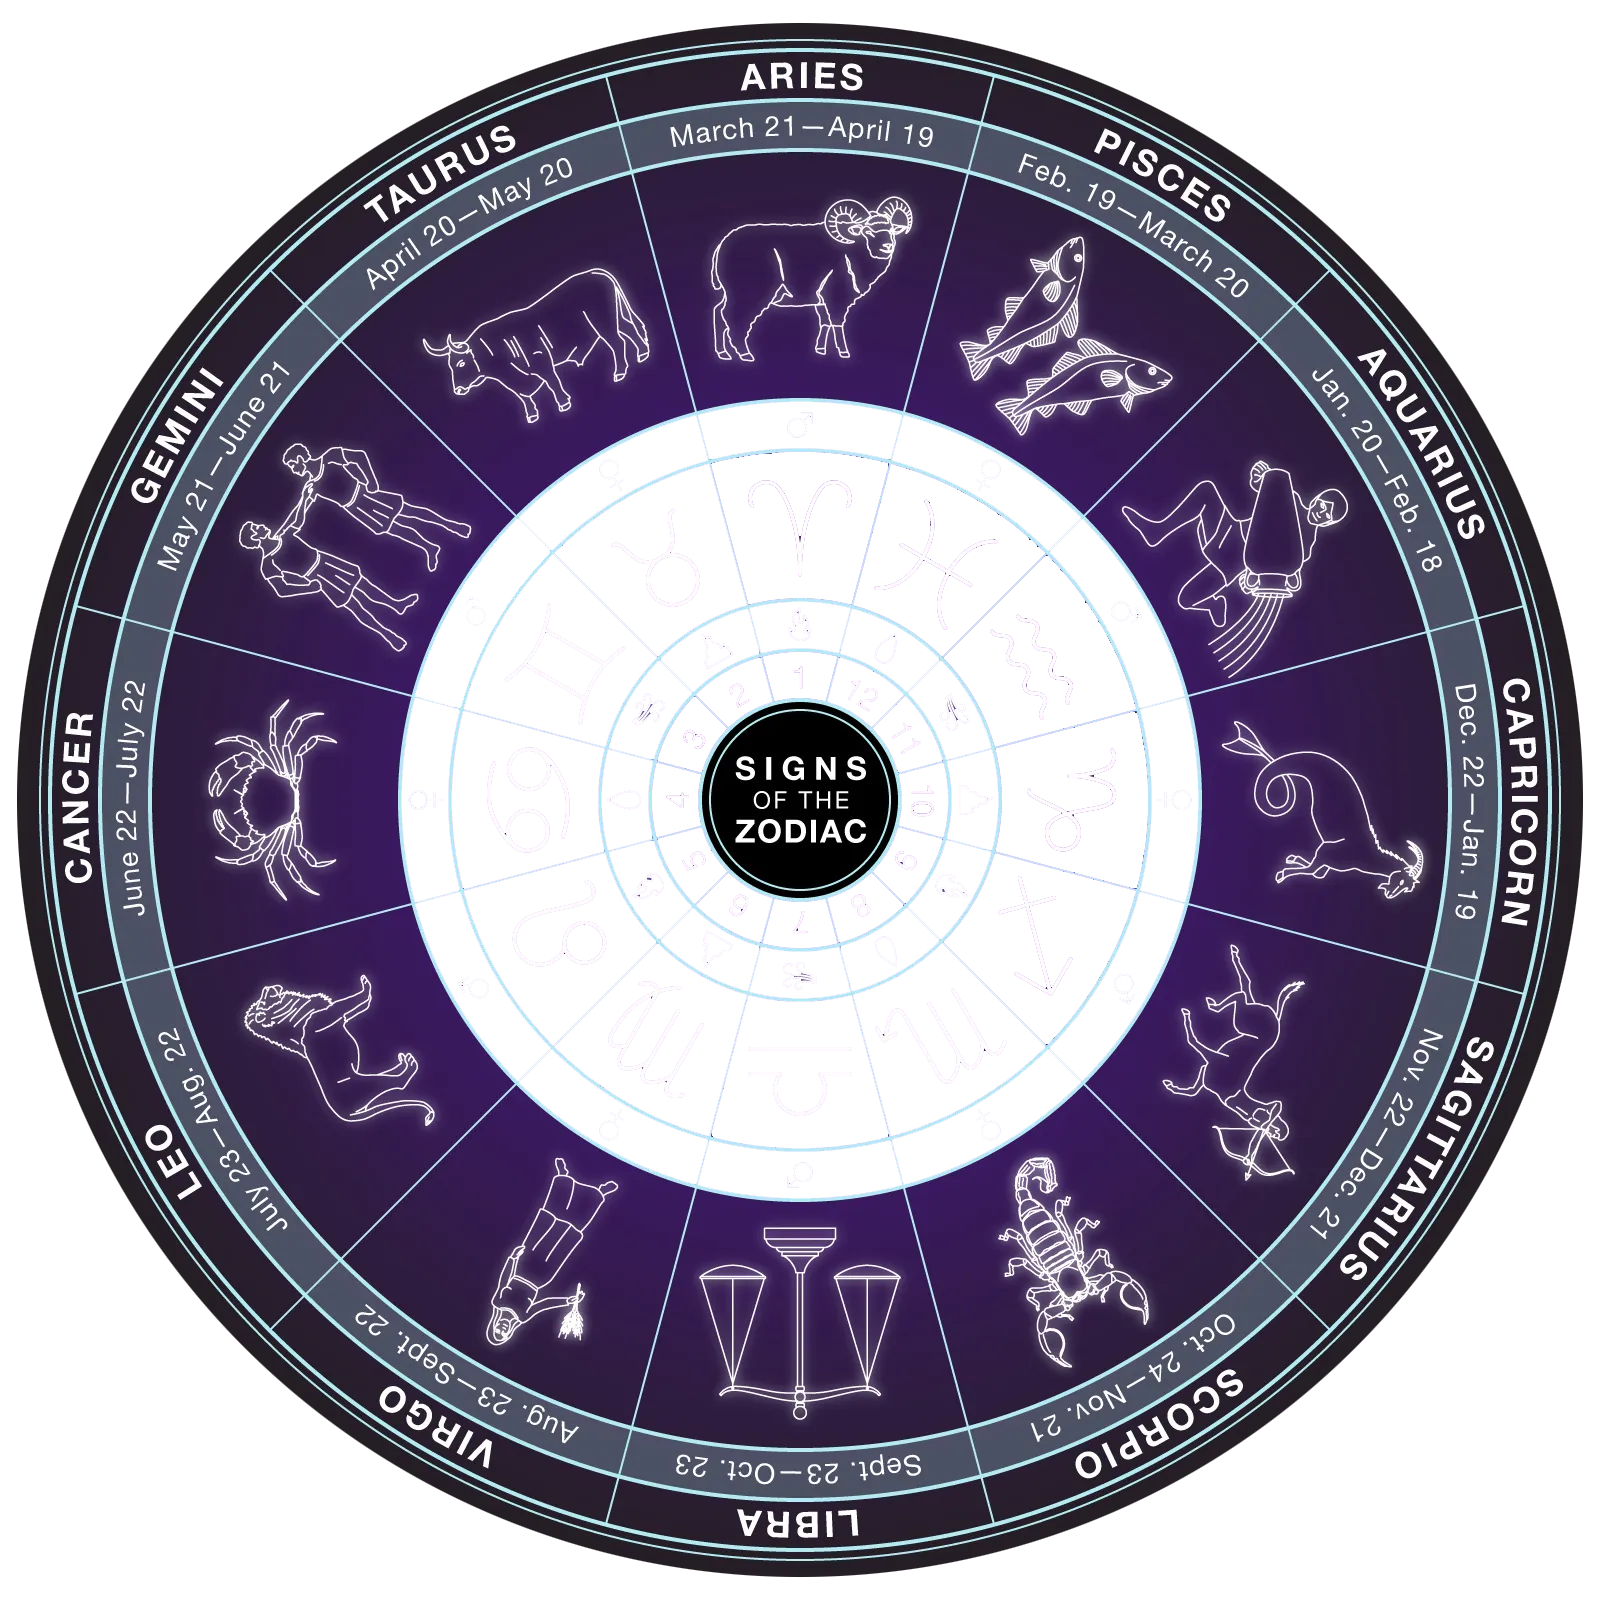 ARIES
March 21—April 19
PISCES
Feb. 19—March 20
AQUARIUS
Jan. 20—Feb. 18
CAPRICORN
Dec. 22—Jan. 19
SAGITTARIUS
Nov. 22—Dec. 21
SCORPIO
Oct. 24—Nov. 21
LIBRA
Sept. 23—Oct. 23
VIRGO
Aug. 23—Sept. 22
LEO
July 23—Aug. 22
CANCER
June 22—July 22
GEMINI
May 21—June 21
TAURUS
April 20—May 20
1
12
11
10
9
8
7
6
5
4
3
2
SIGNS
OF THE
ZODIAC